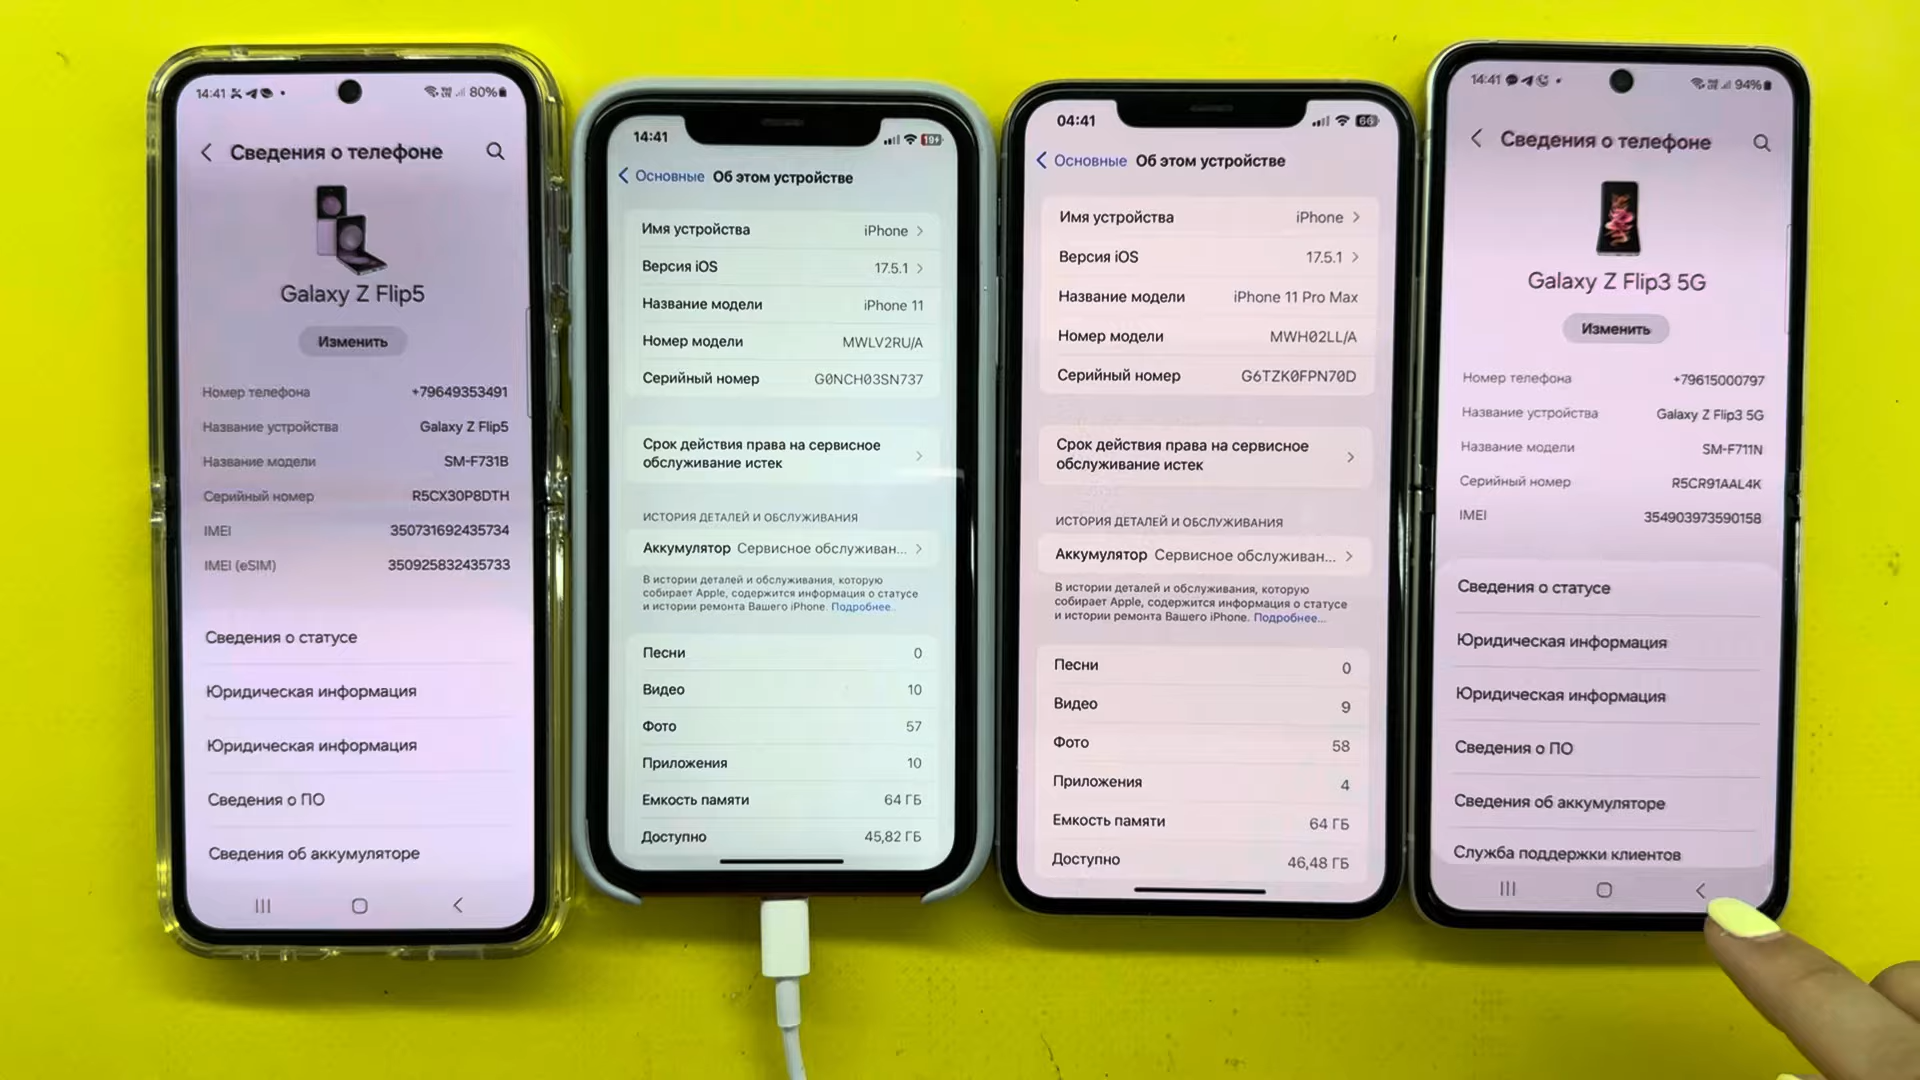 14:41
80%
Сведения о телефоне
Galaxy Z Flip5
Изменить
Номер телефона +79649353491
Название устройства Galaxy Z Flip5
Название модели SM-F731B
Серийный номер R5CX30P8DTH
IMEI 350731692435734
IMEI (eSIM) 350925832435733
Сведения о статусе
Юридическая информация
Юридическая информация
Сведения о ПО
Сведения об аккумуляторе
14:41
19+
Основные Об этом устройстве
Имя устройства iPhone
Версия iOS 17.5.1
Название модели iPhone 11
Номер модели MWLV2RU/A
Серийный номер G0NCH03SN737
Срок действия права на сервисное
обслуживание истек
ИСТОРИЯ ДЕТАЛЕЙ И ОБСЛУЖИВАНИЯ
Аккумулятор Сервисное обслуживан...
В истории деталей и обслуживания, которую
собирает Apple, содержится информация о статусе
и истории ремонта Вашего iPhone. Подробнее...
Песни 0
Видео 10
Фото 57
Приложения 10
Емкость памяти 64 ГБ
Доступно 45,82 ГБ
04:41
66
Основные Об этом устройстве
Имя устройства iPhone
Версия iOS 17.5.1
Название модели iPhone 11 Pro Max
Номер модели MWH02LL/A
Серийный номер G6TZK0FPN70D
Срок действия права на сервисное
обслуживание истек
ИСТОРИЯ ДЕТАЛЕЙ И ОБСЛУЖИВАНИЯ
Аккумулятор Сервисное обслуживан...
В истории деталей и обслуживания, которую
собирает Apple, содержится информация о статусе
и истории ремонта Вашего iPhone. Подробнее...
Песни 0
Видео 9
Фото 58
Приложения 4
Емкость памяти 64 ГБ
Доступно 46,48 ГБ
14:41
94%
Сведения о телефоне
Galaxy Z Flip3 5G
Изменить
Номер телефона +79615000797
Название устройства Galaxy Z Flip3 5G
Название модели SM-F711N
Серийный номер R5CR91AAL4K
IMEI 354903973590158
Сведения о статусе
Юридическая информация
Юридическая информация
Сведения о ПО
Сведения об аккумуляторе
Служба поддержки клиентов